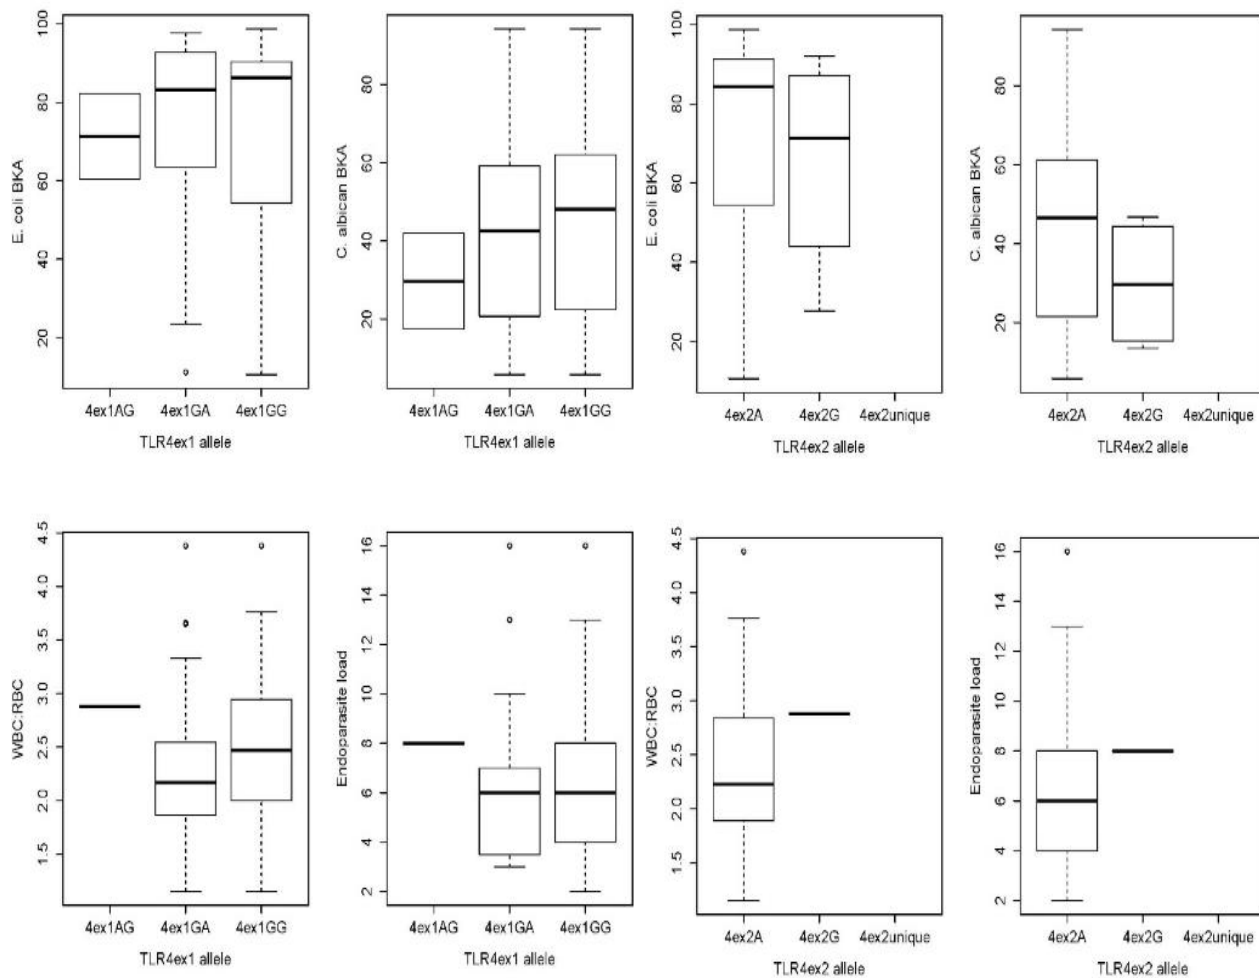 E. coli BKA
100
80
60
40
20
4ex1AG 4ex1GA 4ex1GG
TLR4ex1 allele
C. albican BKA
80
60
40
20
4ex1AG 4ex1GA 4ex1GG
TLR4ex1 allele
E. coli BKA
100
80
60
40
20
4ex2A 4ex2G 4ex2unique
TLR4ex2 allele
C. albican BKA
80
60
40
20
4ex2A 4ex2G 4ex2unique
TLR4ex2 allele
WBC:RBC
4.5
4.0
3.5
3.0
2.5
2.0
1.5
4ex1AG 4ex1GA 4ex1GG
TLR4ex1 allele
Endoparasite load
16
14
12
10
8
6
4
2
4ex1AG 4ex1GA 4ex1GG
TLR4ex1 allele
WBC:RBC
4.5
4.0
3.5
3.0
2.5
2.0
1.5
4ex2A 4ex2G 4ex2unique
TLR4ex2 allele
Endoparasite load
16
14
12
10
8
6
4
2
4ex2A 4ex2G 4ex2unique
TLR4ex2 allele